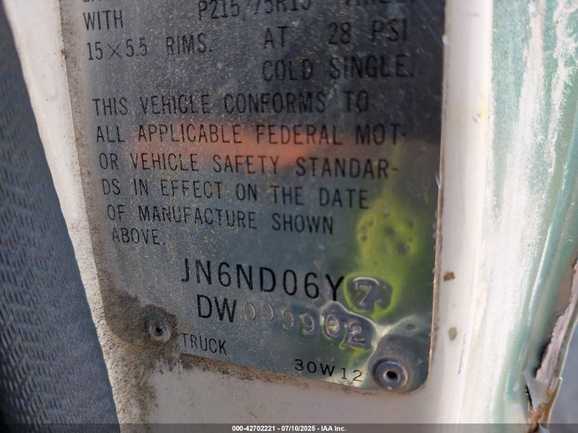 WITH P215/75R15
15×5.5 RIMS. AT 28 PSI
COLD SINGLE.
THIS VEHICLE CONFORMS TO
ALL APPLICABLE FEDERAL MOT-
OR VEHICLE SAFETY STANDAR-
DS IN EFFECT ON THE DATE
OF MANUFACTURE SHOWN
ABOVE.
JN6ND06Y7
DW
TRUCK 30W12
000-42702221 - 07/10/2025 - IAA Inc.